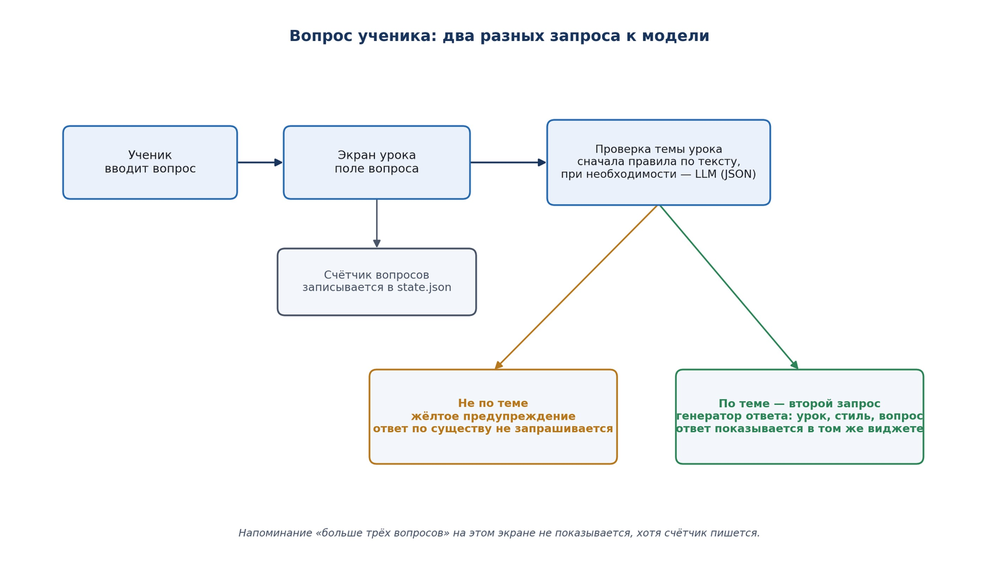 Вопрос ученика: два разных запроса к модели
Ученик
вводит вопрос
Экран урока
поле вопроса
Проверка темы урока
сначала правила по тексту,
при необходимости — LLM (JSON)
Счётчик вопросов
записывается в state.json
Не по теме
жёлтое предупреждение
ответ по существу не запрашивается
По теме — второй запрос
генератор ответа: урок, стиль, вопрос
ответ показывается в том же виджете
Напоминание «больше трёх вопросов» на этом экране не показывается, хотя счётчик пишется.